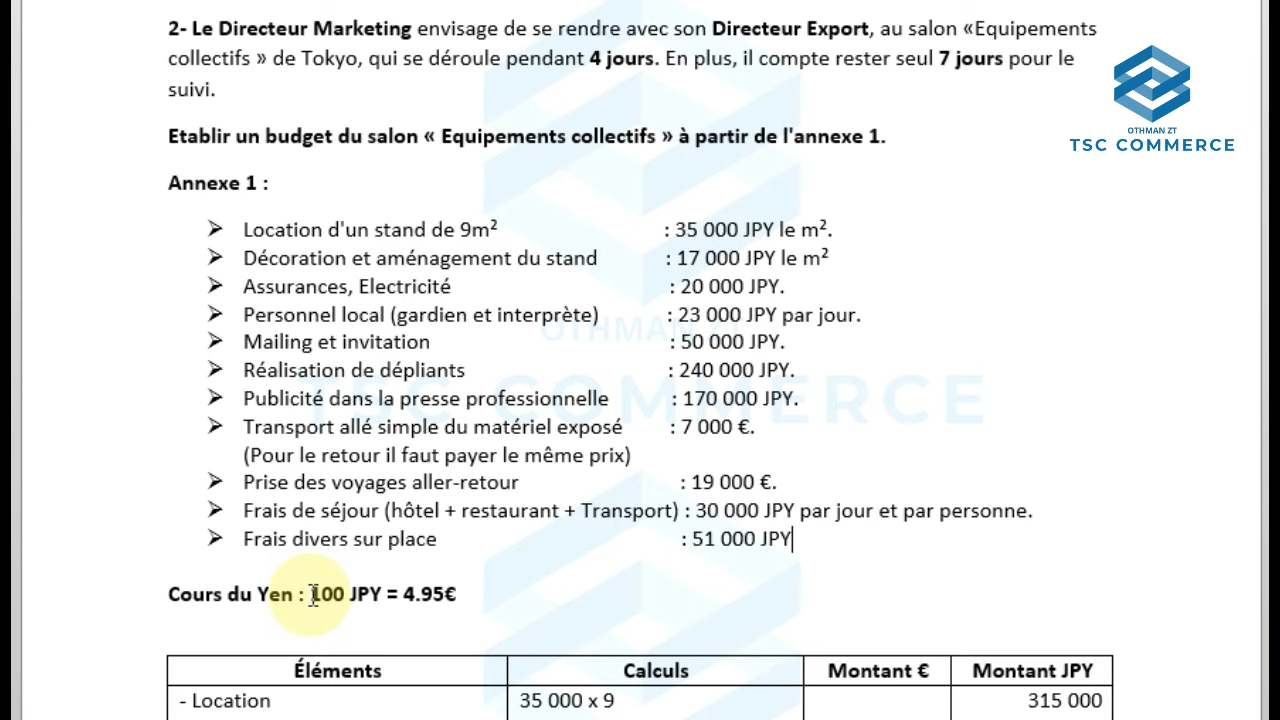 2- Le Directeur Marketing envisage de se rendre avec son Directeur Export, au salon «Equipements
collectifs » de Tokyo, qui se déroule pendant 4 jours. En plus, il compte rester seul 7 jours pour le
suivi.
OTHMAN ZT
TSC COMMERCE
Etablir un budget du salon « Equipements collectifs » à partir de l'annexe 1.
Annexe 1 :
➢ Location d'un stand de 9m² : 35 000 JPY le m².
➢ Décoration et aménagement du stand : 17 000 JPY le m²
➢ Assurances, Electricité : 20 000 JPY.
➢ Personnel local (gardien et interprète) : 23 000 JPY par jour.
➢ Mailing et invitation : 50 000 JPY.
➢ Réalisation de dépliants : 240 000 JPY.
➢ Publicité dans la presse professionnelle : 170 000 JPY.
➢ Transport allé simple du matériel exposé : 7 000 €.
(Pour le retour il faut payer le même prix)
➢ Prise des voyages aller-retour : 19 000 €.
➢ Frais de séjour (hôtel + restaurant + Transport) : 30 000 JPY par jour et par personne.
➢ Frais divers sur place : 51 000 JPY
OTHMAN ZT
TSC COMMERCE
Cours du Yen : 100 JPY = 4.95€
Éléments Calculs Montant € Montant JPY
- Location 35 000 x 9 315 000